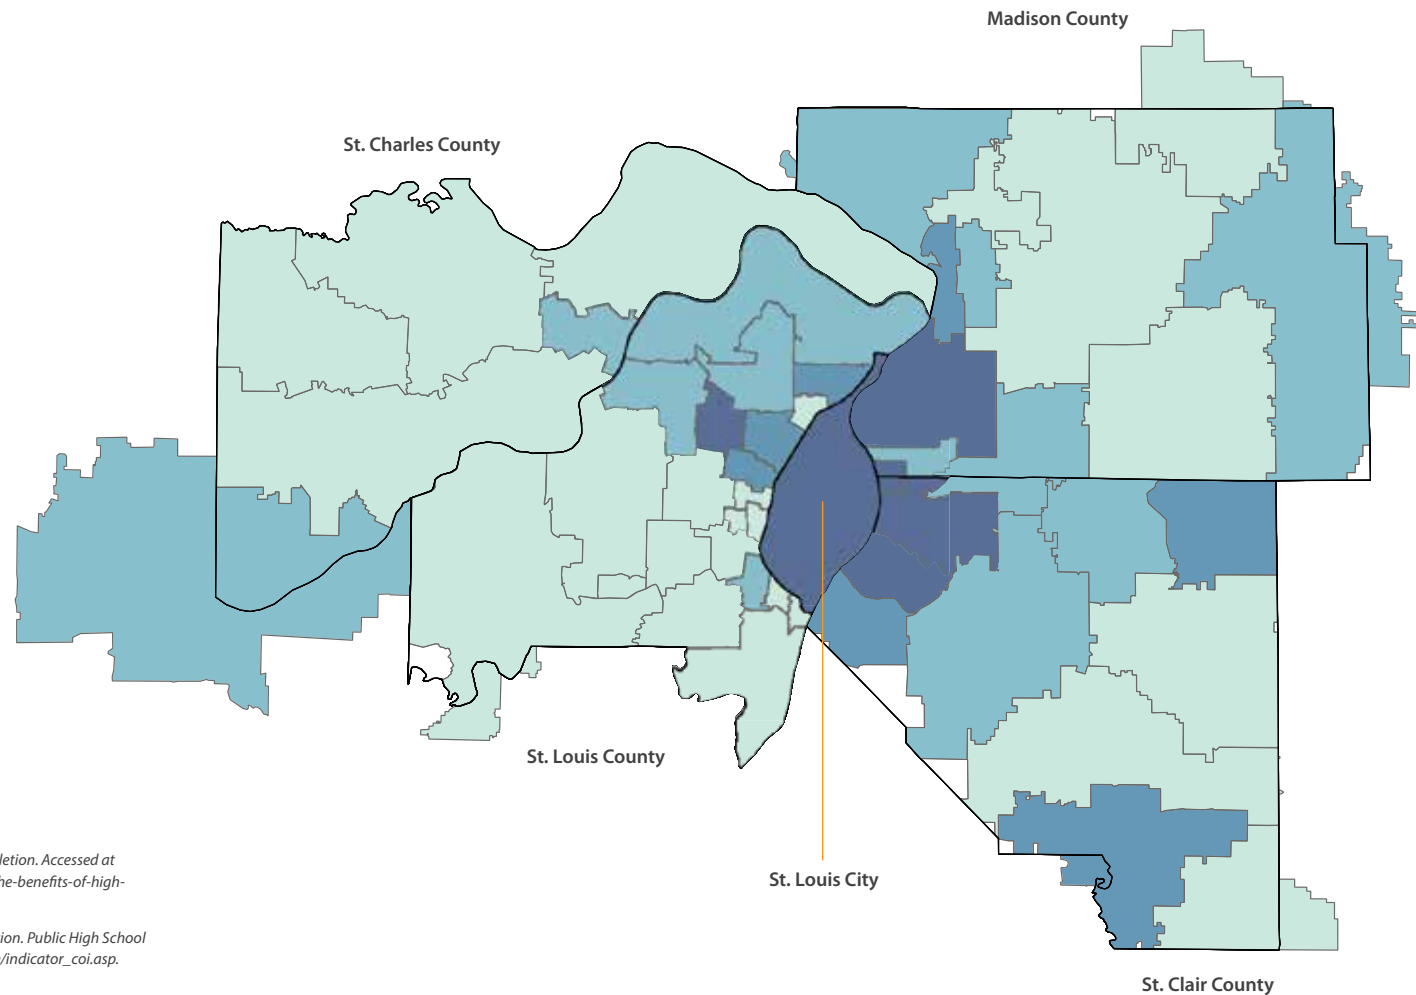 Madison County
St. Charles County
St. Louis County
letion. Accessed at
he-benefits-of-high-
St. Louis City
ion. Public High School
/indicator_coi.asp.
St. Clair County